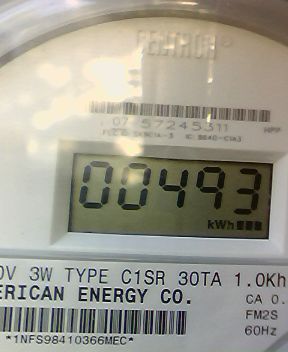 CENTRON®
07 57245311
00493
kWh
0V 3W TYPE C1SR 30TA 1.0Kh
ERICAN ENERGY CO.
CA 0.
FM2S
60Hz
*1NFS98410366MEC*